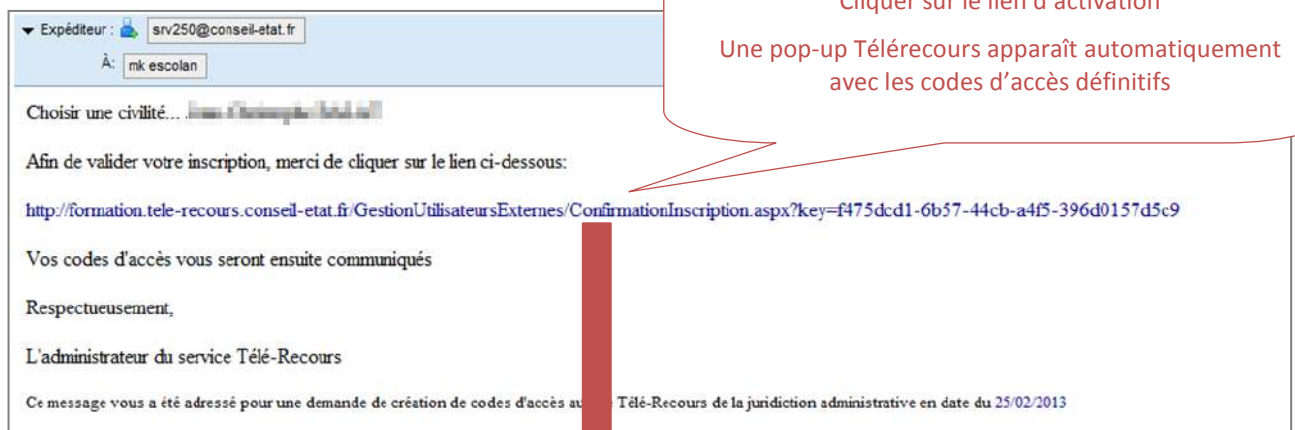 Cliquer sur le lien d'activation
Une pop-up Télérecours apparaît automatiquement
avec les codes d'accès définitifs
Expéditeur : srv250@conseil-etat.fr
À: mk escolan
Choisir une civilité...
Afin de valider votre inscription, merci de cliquer sur le lien ci-dessous:
http://formation.tele-recours.conseil-etat.fr/GestionUtilisateursExternes/ConfirmationInscription.aspx?key=f475dcd1-6b57-44cb-a4f5-396d0157d5c9
Vos codes d'accès vous seront ensuite communiqués
Respectueusement,
L'administrateur du service Télé-Recours
Ce message vous a été adressé pour une demande de création de codes d'accès Télé-Recours de la juridiction administrative en date du 25/02/2013